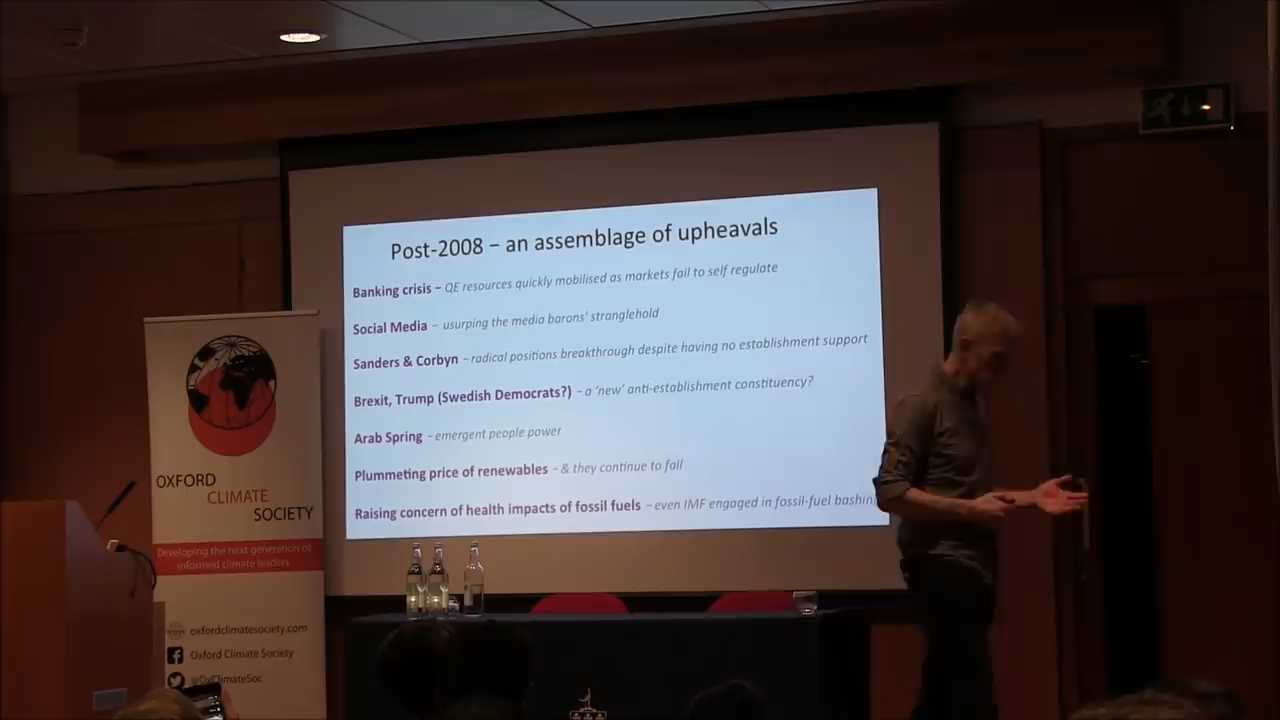 Post-2008 – an assemblage of upheavals
Banking crisis – QE resources quickly mobilised as markets fail to self regulate
Social Media – usurping the media barons' stranglehold
Sanders & Corbyn – radical positions breakthrough despite having no establishment support
Brexit, Trump (Swedish Democrats?) – a ‘new’ anti-establishment constituency?
Arab Spring – emergent people power
Plummeting price of renewables – & they continue to fall
Raising concern of health impacts of fossil fuels – even IMF engaged in fossil-fuel bashin
OXFORD
CLIMATE
SOCIETY
Developing the next generation of
informed climate leaders
oxfordclimatesociety.com
Oxford Climate Society
@OxClimateSoc